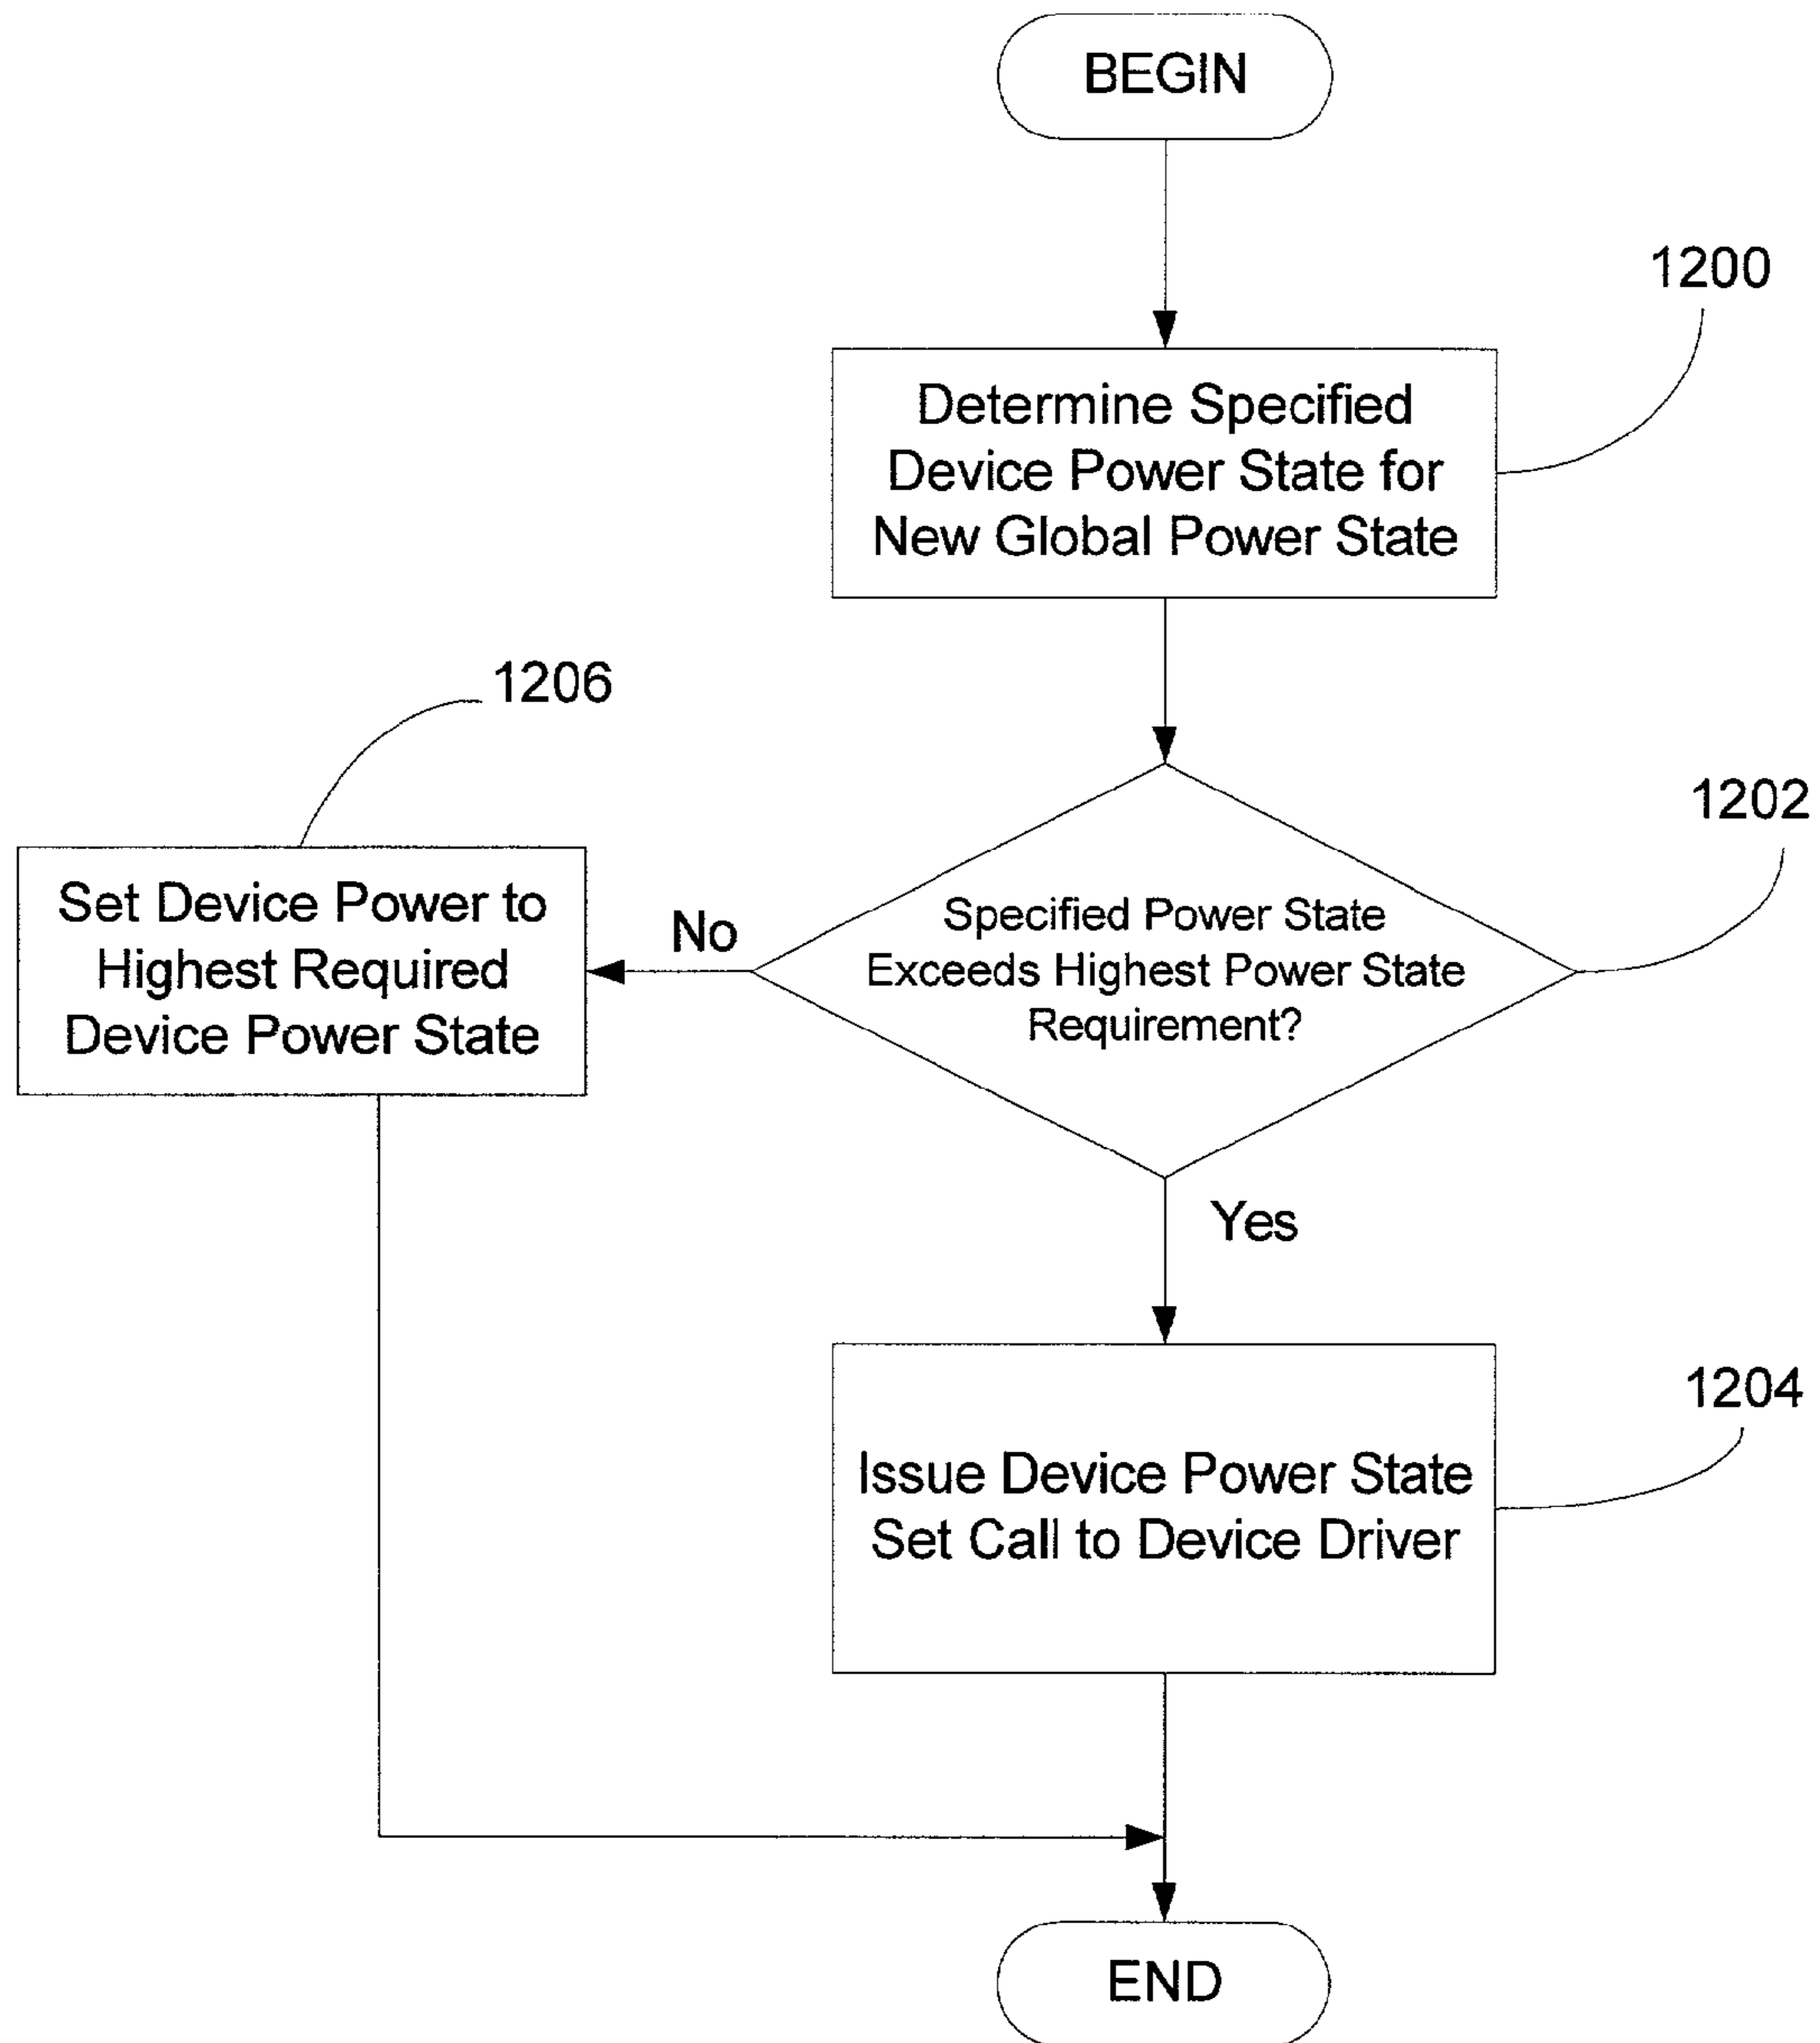 BEGIN
1200
Determine Specified
Device Power State for
New Global Power State
1206
1202
Set Device Power to
Highest Required
Device Power State
No
Specified Power State
Exceeds Highest Power State
Requirement?
Yes
1204
Issue Device Power State
Set Call to Device Driver
END